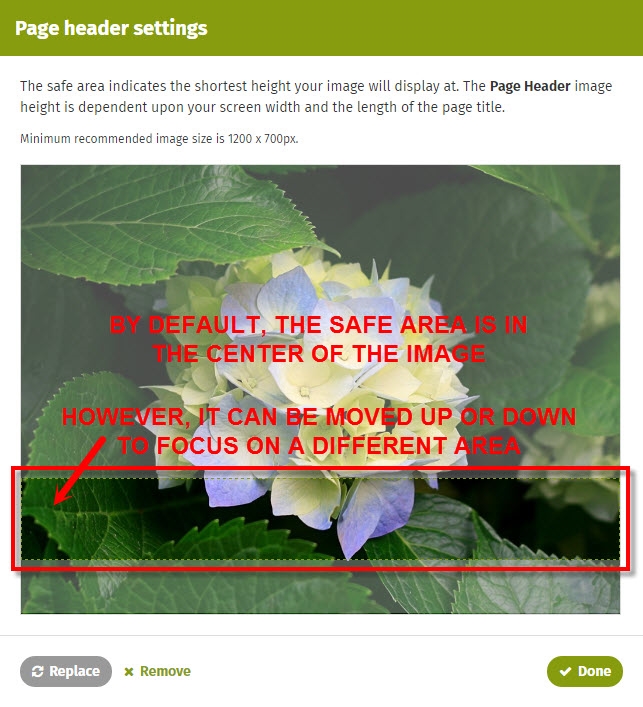 Page header settings
The safe area indicates the shortest height your image will display at. The Page Header image
height is dependent upon your screen width and the length of the page title.
Minimum recommended image size is 1200 x 700px.
BY DEFAULT, THE SAFE AREA IS IN
THE CENTER OF THE IMAGE
HOWEVER, IT CAN BE MOVED UP OR DOWN
TO FOCUS ON A DIFFERENT AREA
Replace
Remove
Done